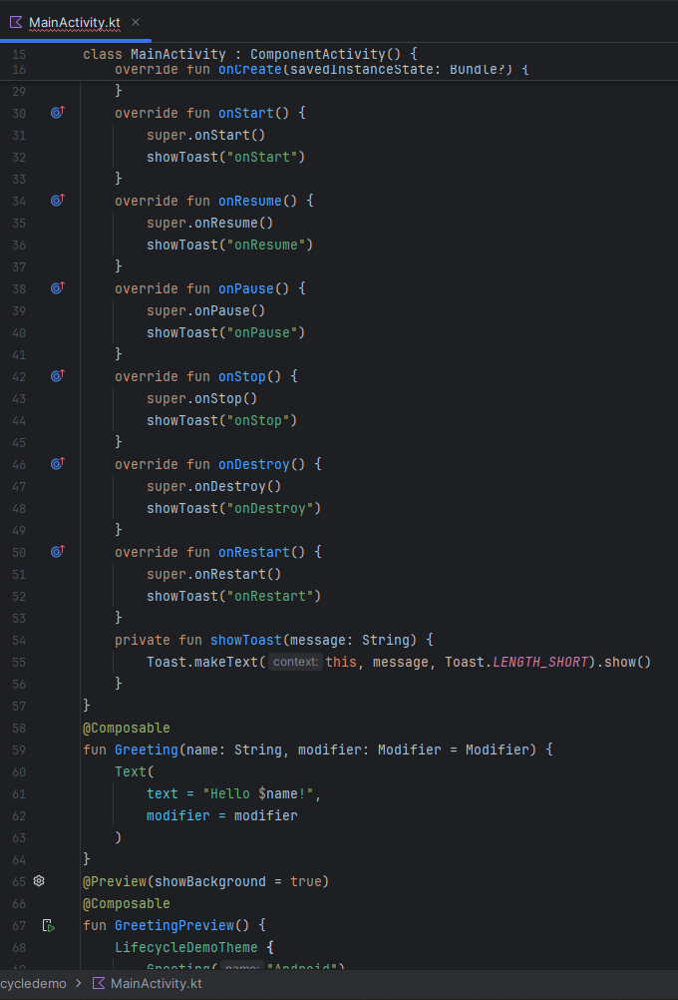 MainActivity.kt ×
15 class MainActivity : ComponentActivity() {
16 override fun onCreate(savedInstanceState: Bundle?) {
29 }
30 override fun onStart() {
31 super.onStart()
32 showToast("onStart")
33 }
34 override fun onResume() {
35 super.onResume()
36 showToast("onResume")
37 }
38 override fun onPause() {
39 super.onPause()
40 showToast("onPause")
41 }
42 override fun onStop() {
43 super.onStop()
44 showToast("onStop")
45 }
46 override fun onDestroy() {
47 super.onDestroy()
48 showToast("onDestroy")
49 }
50 override fun onRestart() {
51 super.onRestart()
52 showToast("onRestart")
53 }
54 private fun showToast(message: String) {
55 Toast.makeText( context: this, message, Toast.LENGTH_SHORT).show()
56 }
57 }
58 @Composable
59 fun Greeting(name: String, modifier: Modifier = Modifier) {
60 Text(
61 text = "Hello $name!",
62 modifier = modifier
63 )
64 }
65 @Preview(showBackground = true)
66 @Composable
67 fun GreetingPreview() {
68 LifecycleDemoTheme {
69 Greeting( name: "Android")
cycledemo > MainActivity.kt